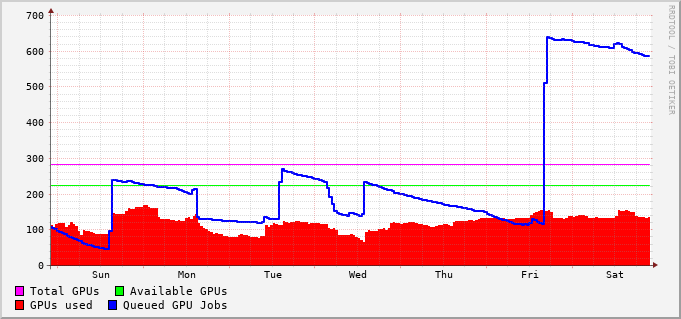 700
600
500
400
300
200
100
0
Sun Mon Tue Wed Thu Fri Sat
Total GPUs Available GPUs
GPUs used Queued GPU Jobs
RRDTOOL / TOBI OETIKER